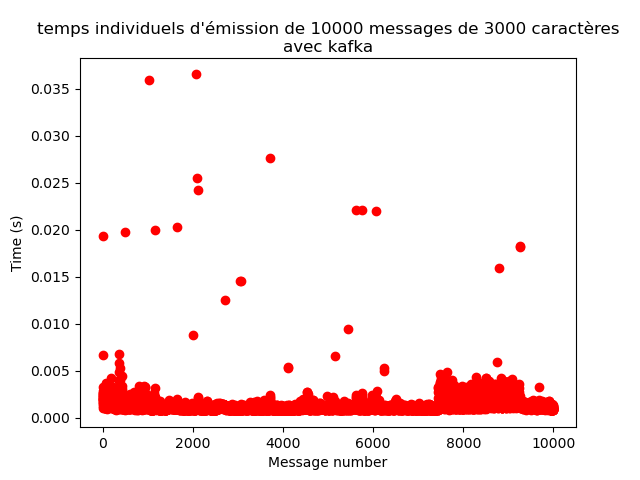 temps individuels d'émission de 10000 messages de 3000 caractères
avec kafka
0.035
0.030
0.025
0.020
0.015
0.010
0.005
0.000
Time (s)
0 2000 4000 6000 8000 10000
Message number